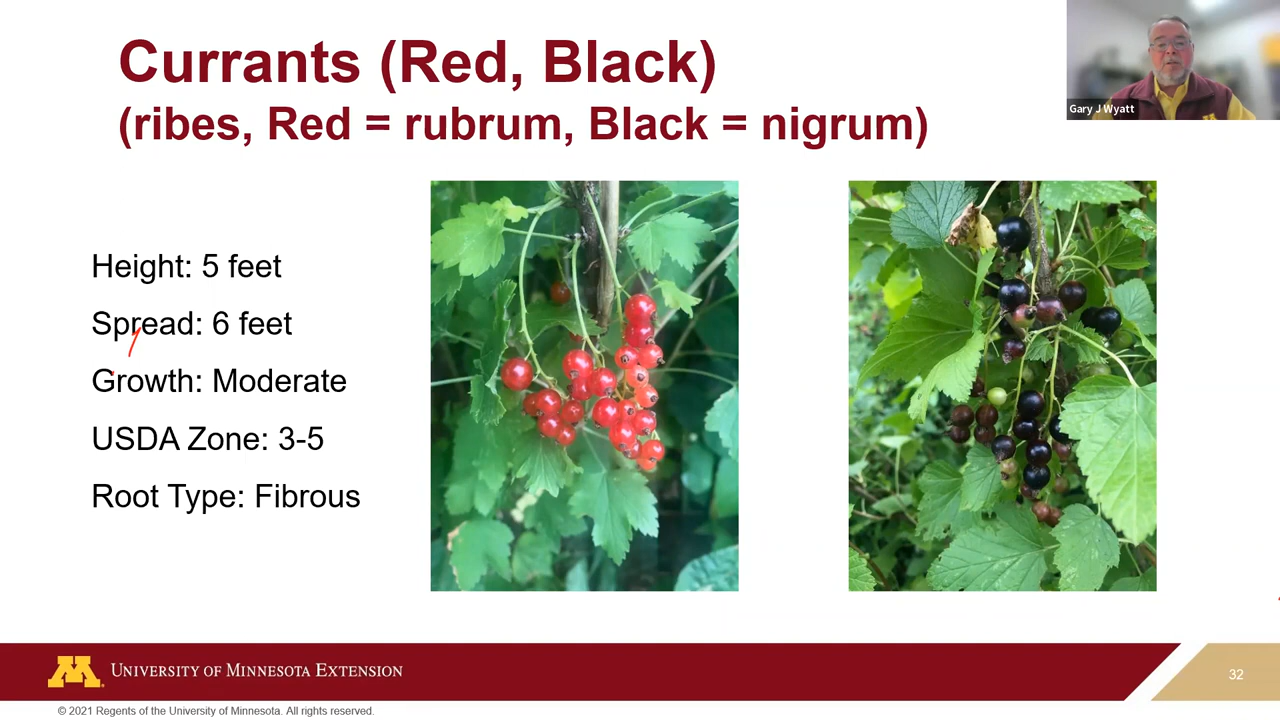 Currants (Red, Black)
(ribes, Red = rubrum, Black = nigrum)
Gary J Wyatt
Height: 5 feet
Spread: 6 feet
Growth: Moderate
USDA Zone: 3-5
Root Type: Fibrous
M
UNIVERSITY OF MINNESOTA EXTENSION
32
© 2021 Regents of the University of Minnesota. All rights reserved.